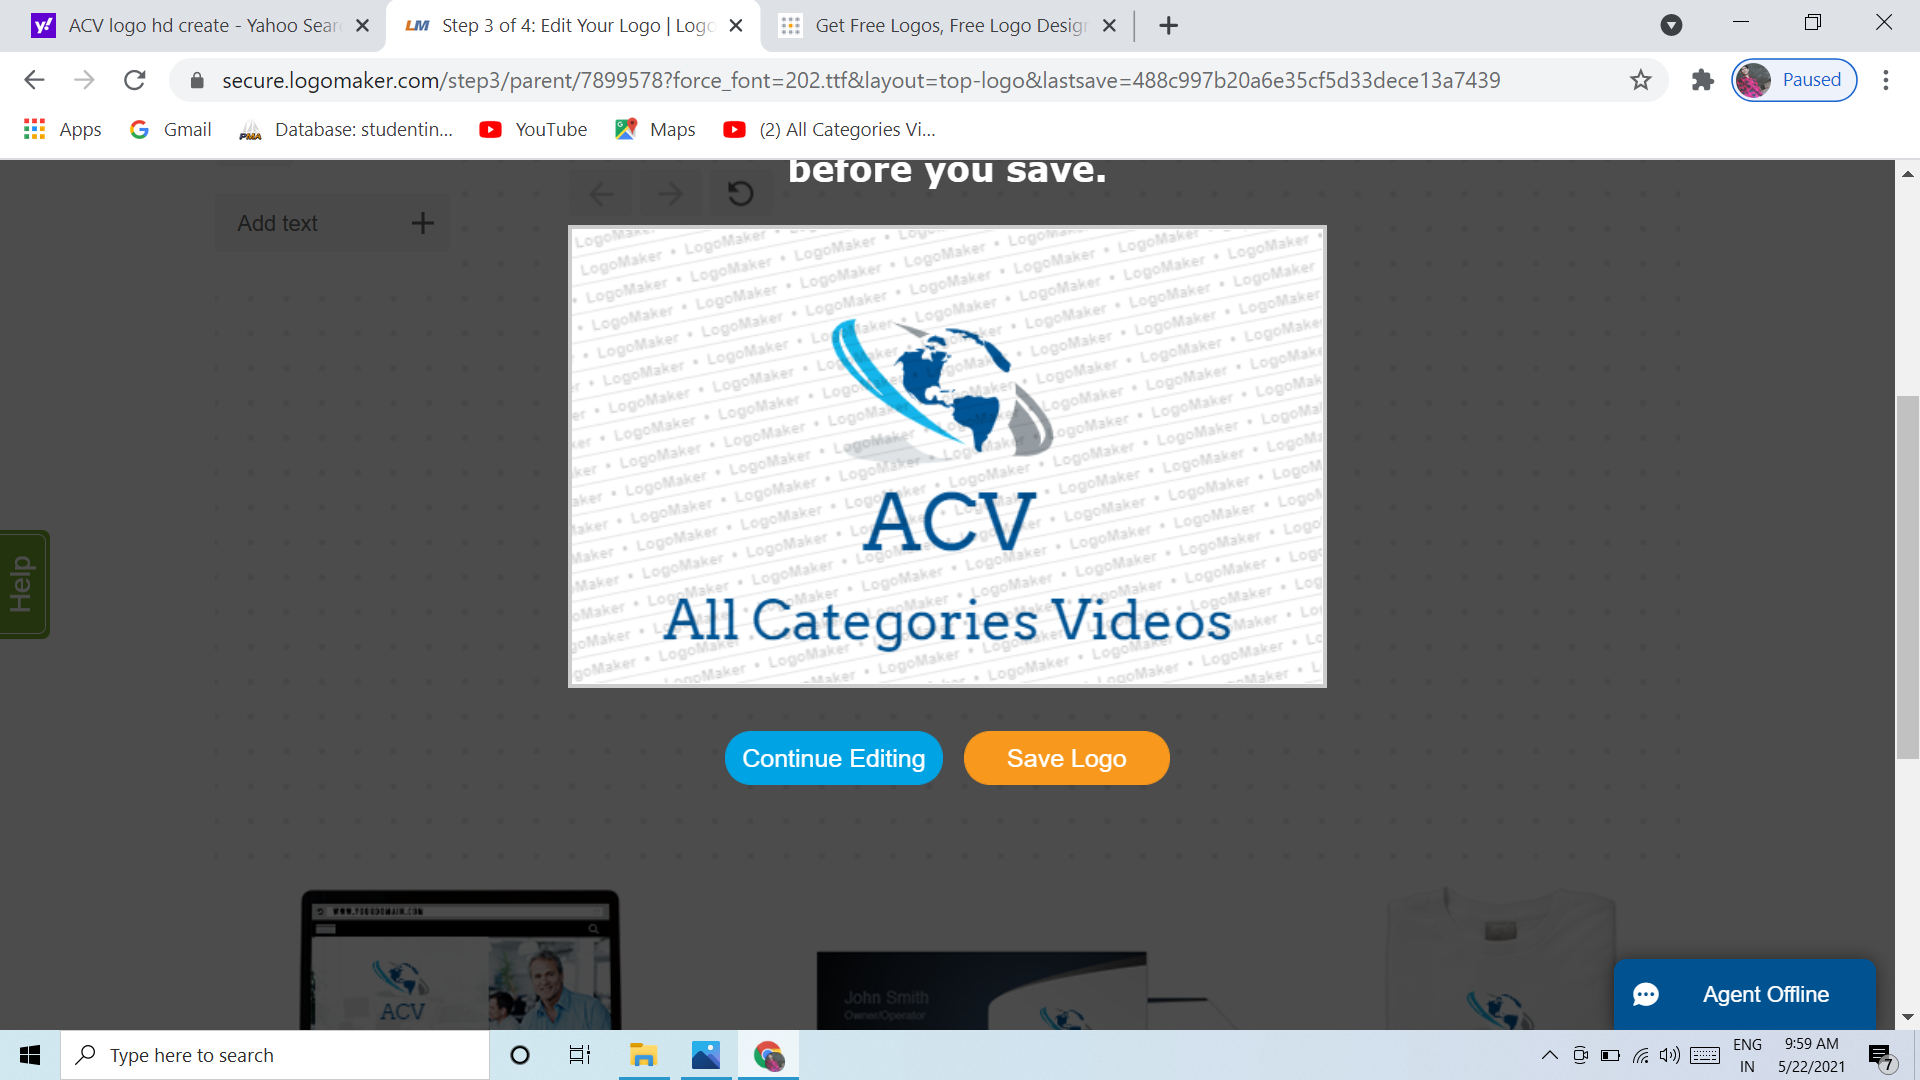 ACV logo hd create - Yahoo Sear
Step 3 of 4: Edit Your Logo | Logo
Get Free Logos, Free Logo Design
secure.logomaker.com/step3/parent/7899578?force_font=202.ttf&layout=top-logo&lastsave=488c997b20a6e35cf5d33dece13a7439
Paused
Apps
Gmail
Database: studentin...
YouTube
Maps
(2) All Categories Vi...
before you save.
Add text
LogoMaker
ACV
All Categories Videos
Help
Continue Editing
Save Logo
ACV
John Smith
Owner/Operator
Agent Offline
Type here to search
ENG
IN
9:59 AM
5/22/2021
7